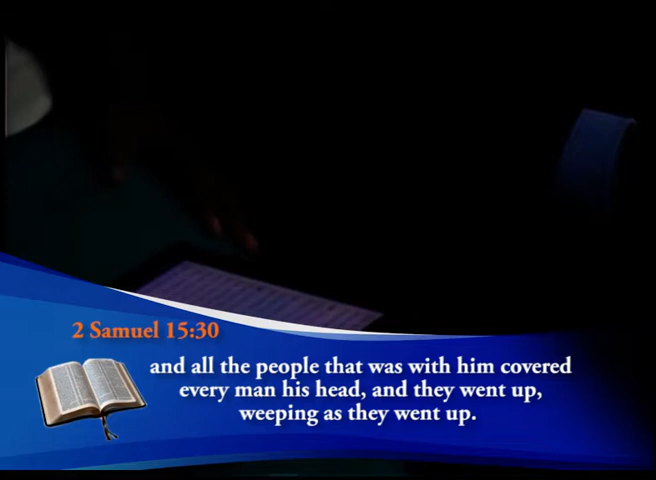 2 Samuel 15:30
and all the people that was with him covered
every man his head, and they went up,
weeping as they went up.